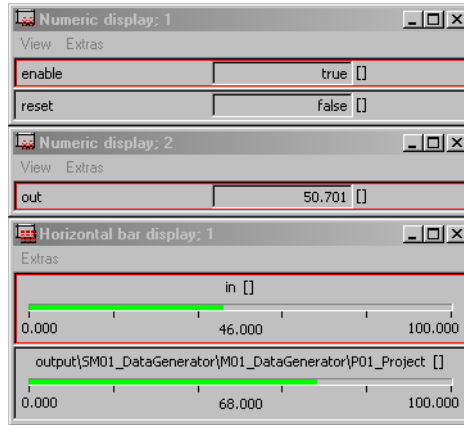 Numeric display; 1
View Extras
enable true []
reset false []
Numeric display; 2
View Extras
out 50.701 []
Horizontal bar display; 1
Extras
in []
0.000 46.000 100.000
output\SM01_DataGenerator\M01_DataGenerator\P01_Project []
0.000 68.000 100.000